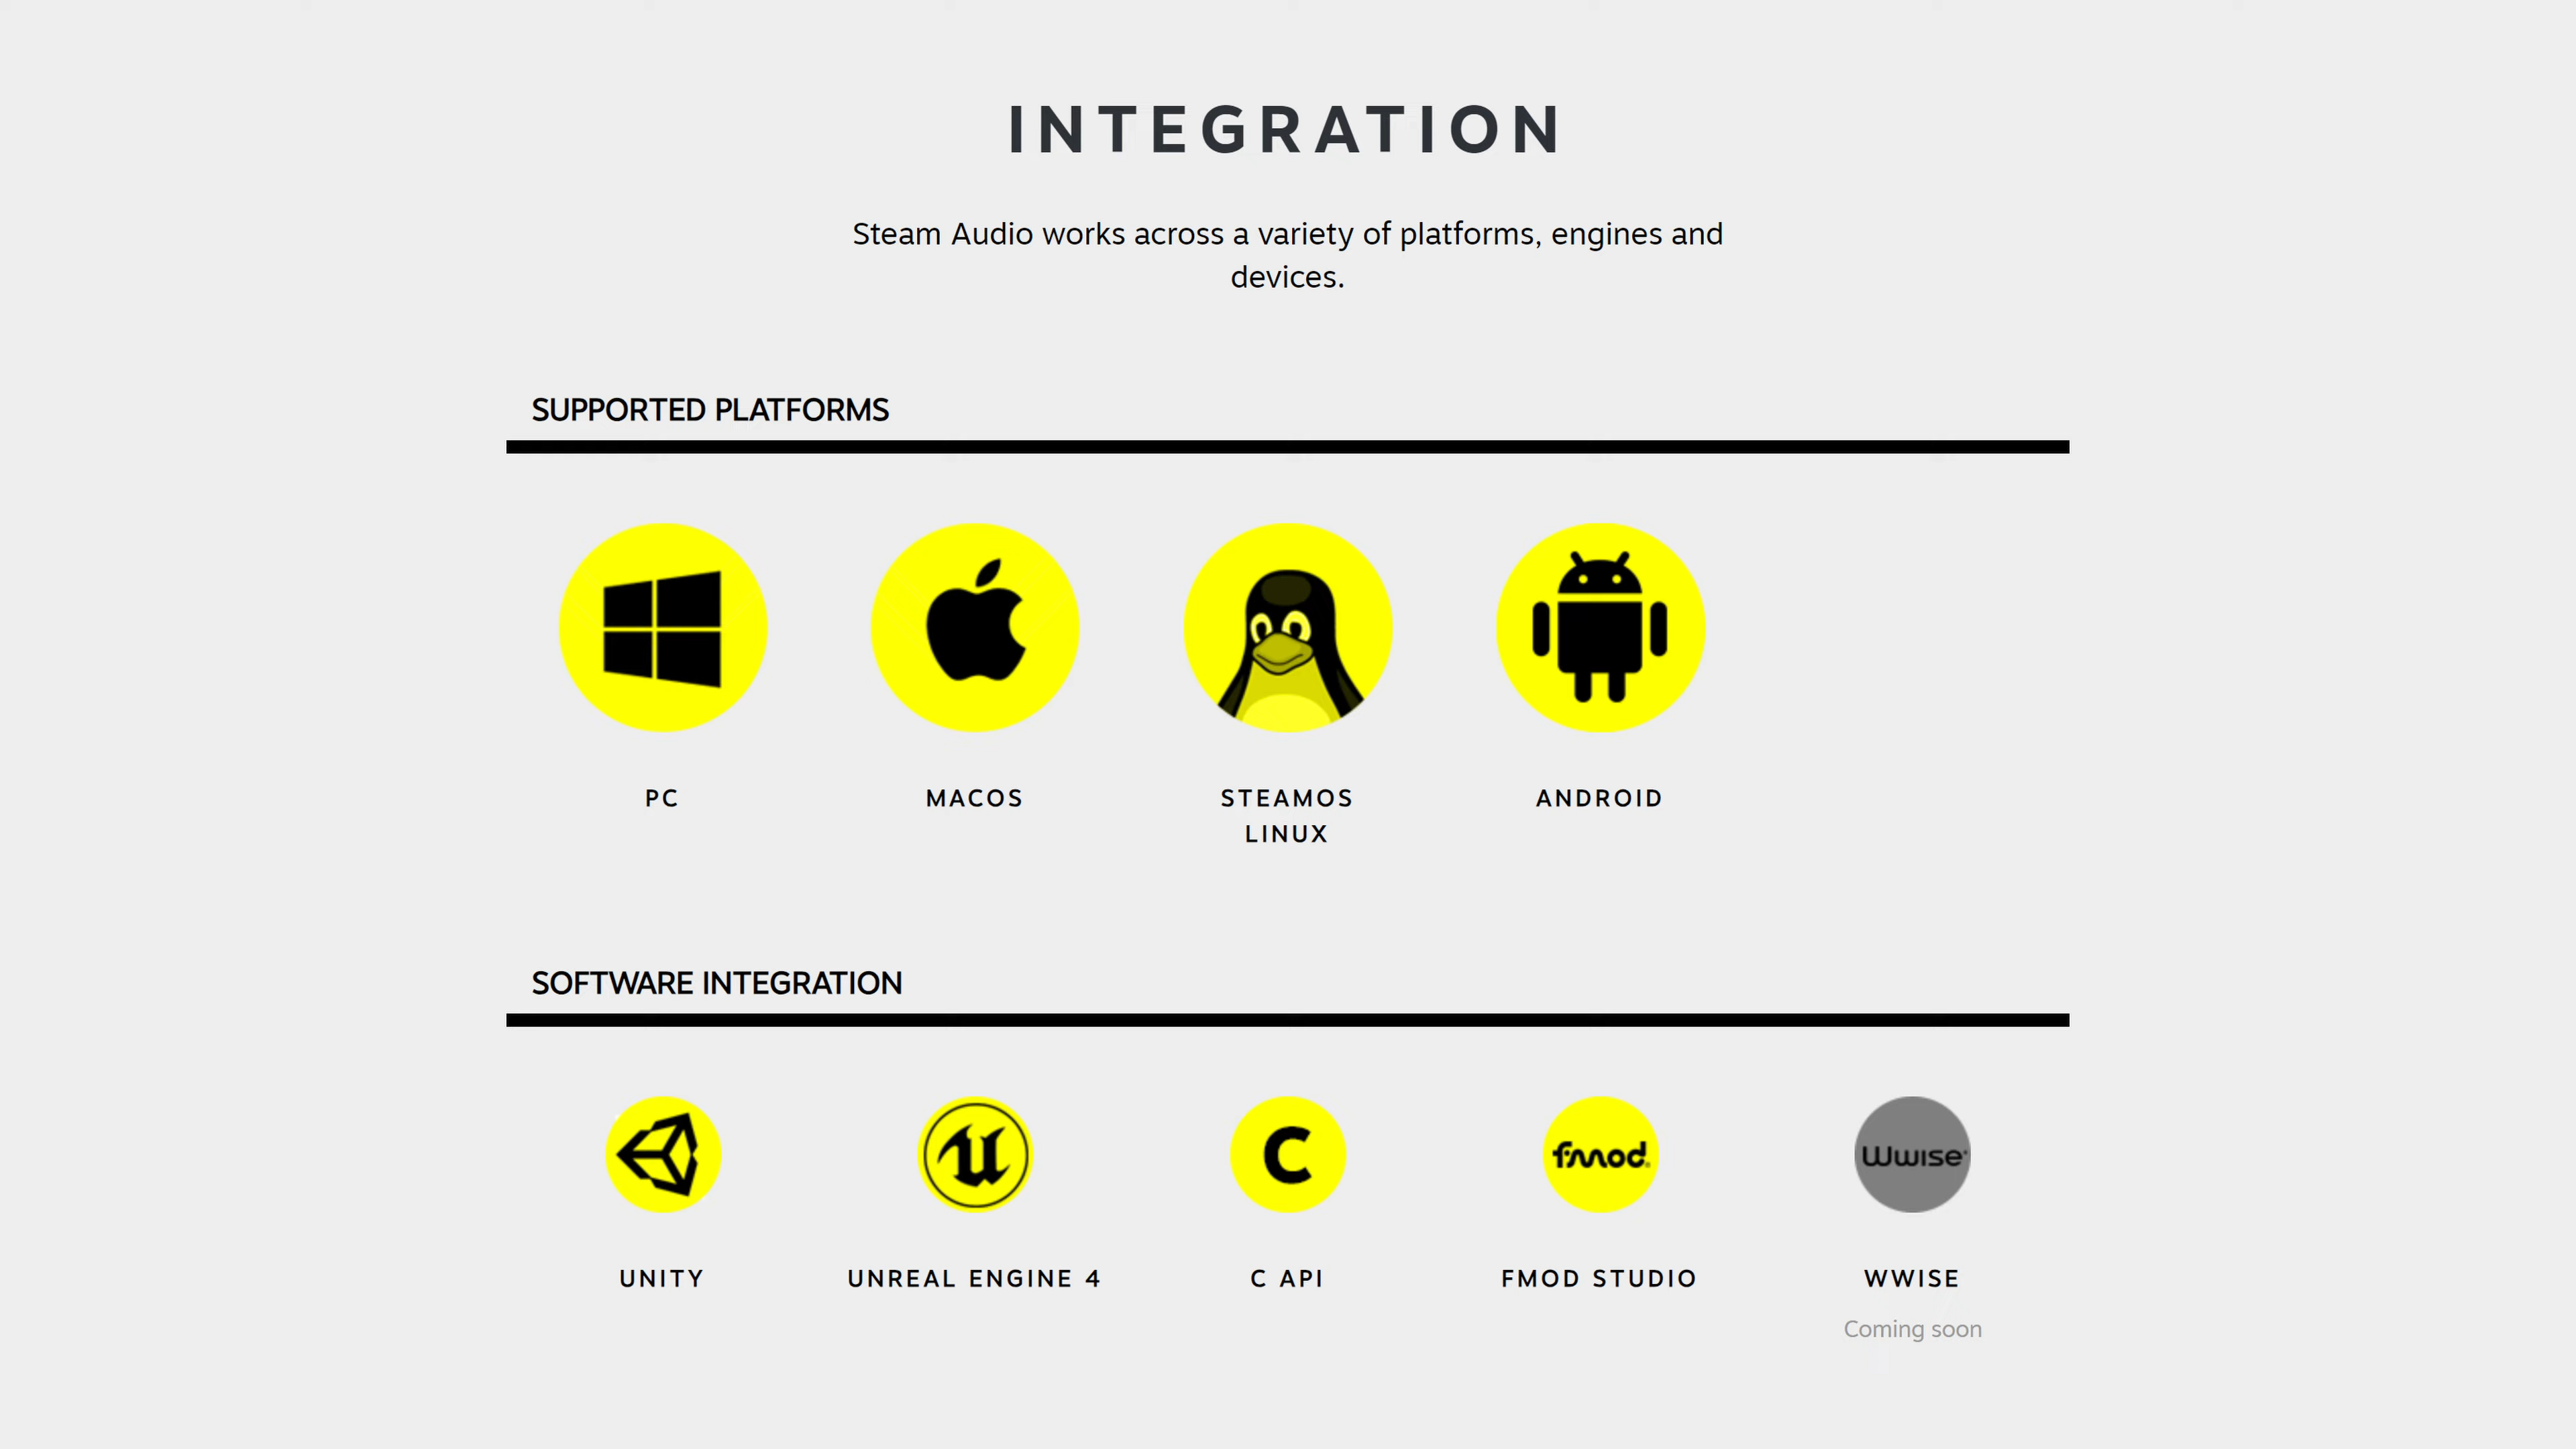 INTEGRATION
Steam Audio works across a variety of platforms, engines and
devices.
SUPPORTED PLATFORMS
PC
MACOS
STEAMOS
LINUX
ANDROID
SOFTWARE INTEGRATION
C
fmod
Wwise
UNITY
UNREAL ENGINE 4
C API
FMOD STUDIO
WWISE
Coming soon